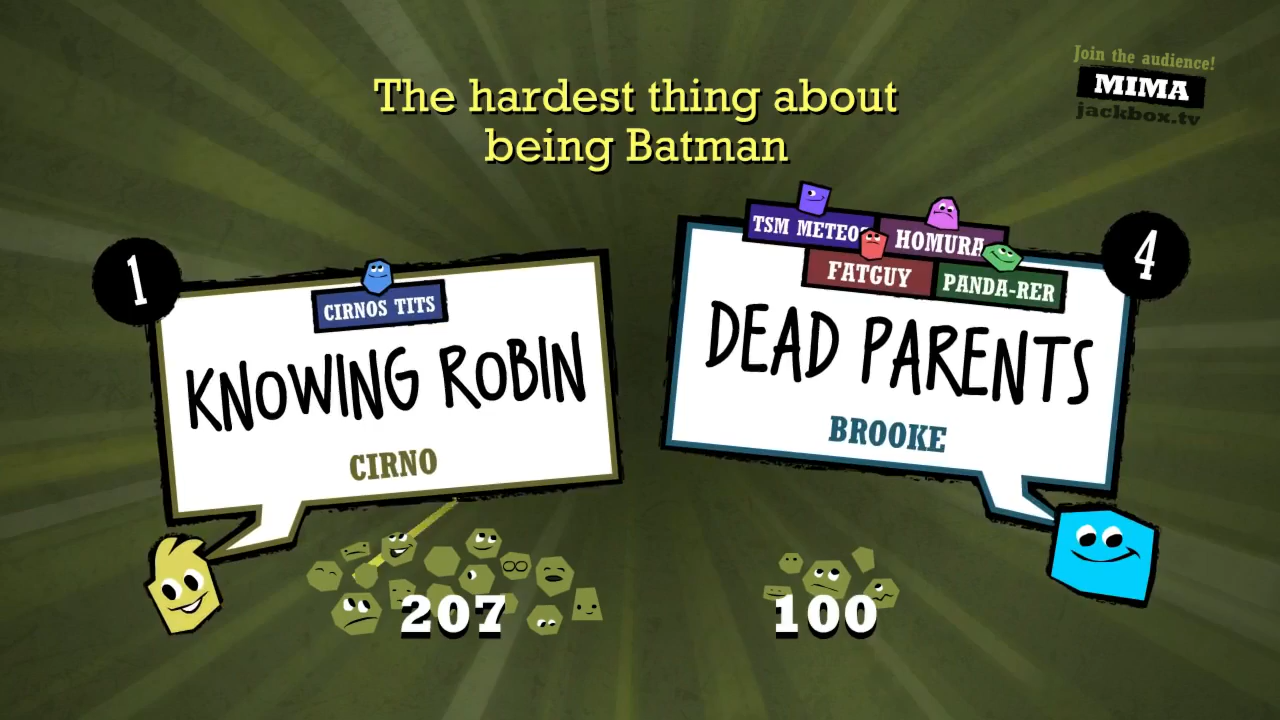 Join the audience!
MIMA
jackbox.tv
The hardest thing about
being Batman
1
CIRNOS TITS
KNOWING ROBIN
CIRNO
207
4
TSM METEOS
HOMURA
FATGUY
PANDA-RER
DEAD PARENTS
BROOKE
100